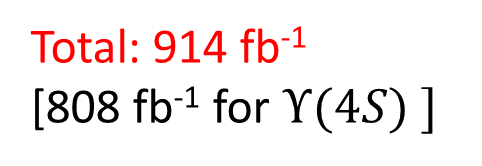 Total: 914 fb⁻¹
[808 fb⁻¹ for ϒ(4𝑆) ]